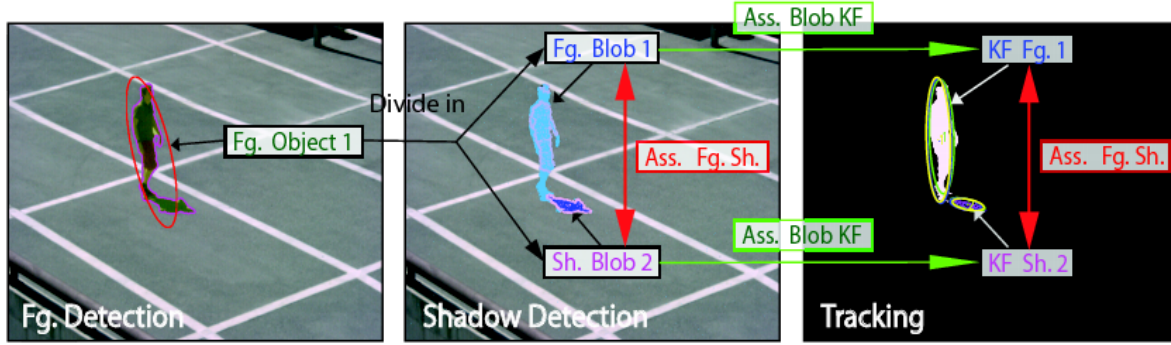 Ass. Blob KF
Fg. Blob 1
KF Fg. 1
Divide in
Fg. Object 1
Ass. Fg. Sh.
Ass. Fg. Sh.
Ass. Blob KF
Sh. Blob 2
KF Sh. 2
Fg. Detection
Shadow Detection
Tracking